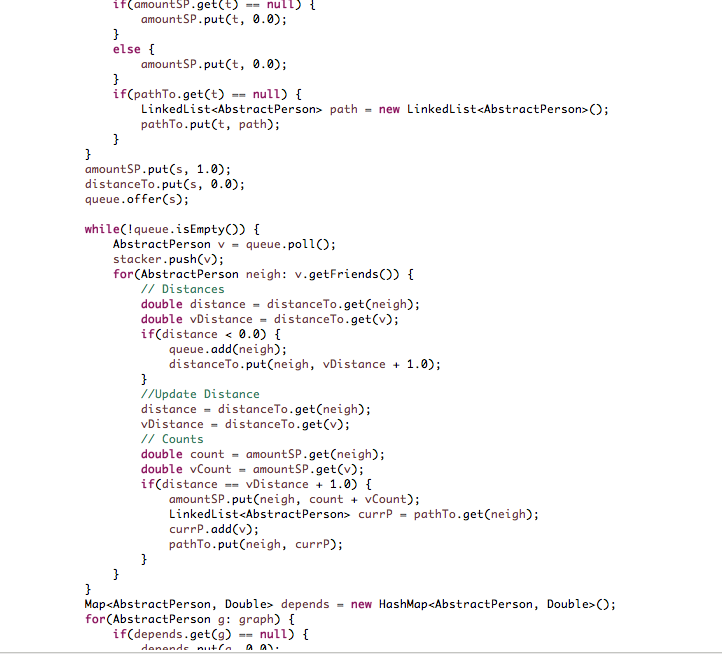 if(amountSP.get(t) == null) {
amountSP.put(t, 0.0);
}
else {
amountSP.put(t, 0.0);
}
if(pathTo.get(t) == null) {
LinkedList<AbstractPerson> path = new LinkedList<AbstractPerson>();
pathTo.put(t, path);
}
}
amountSP.put(s, 1.0);
distanceTo.put(s, 0.0);
queue.offer(s);
while(!queue.isEmpty()) {
AbstractPerson v = queue.poll();
stacker.push(v);
for(AbstractPerson neigh: v.getFriends()) {
// Distances
double distance = distanceTo.get(neigh);
double vDistance = distanceTo.get(v);
if(distance < 0.0) {
queue.add(neigh);
distanceTo.put(neigh, vDistance + 1.0);
}
//Update Distance
distance = distanceTo.get(neigh);
vDistance = distanceTo.get(v);
// Counts
double count = amountSP.get(neigh);
double vCount = amountSP.get(v);
if(distance == vDistance + 1.0) {
amountSP.put(neigh, count + vCount);
LinkedList<AbstractPerson> currP = pathTo.get(neigh);
currP.add(v);
pathTo.put(neigh, currP);
}
}
}
Map<AbstractPerson, Double> depends = new HashMap<AbstractPerson, Double>();
for(AbstractPerson g: graph) {
if(depends.get(g) == null) {
depends.put(g, 0.0);